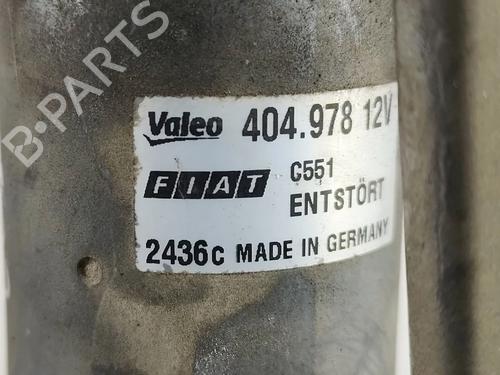 B-PARTS
Valeo 404.978 12V
FIAT C551
ENTSTÖRT
2436C MADE IN GERMANY